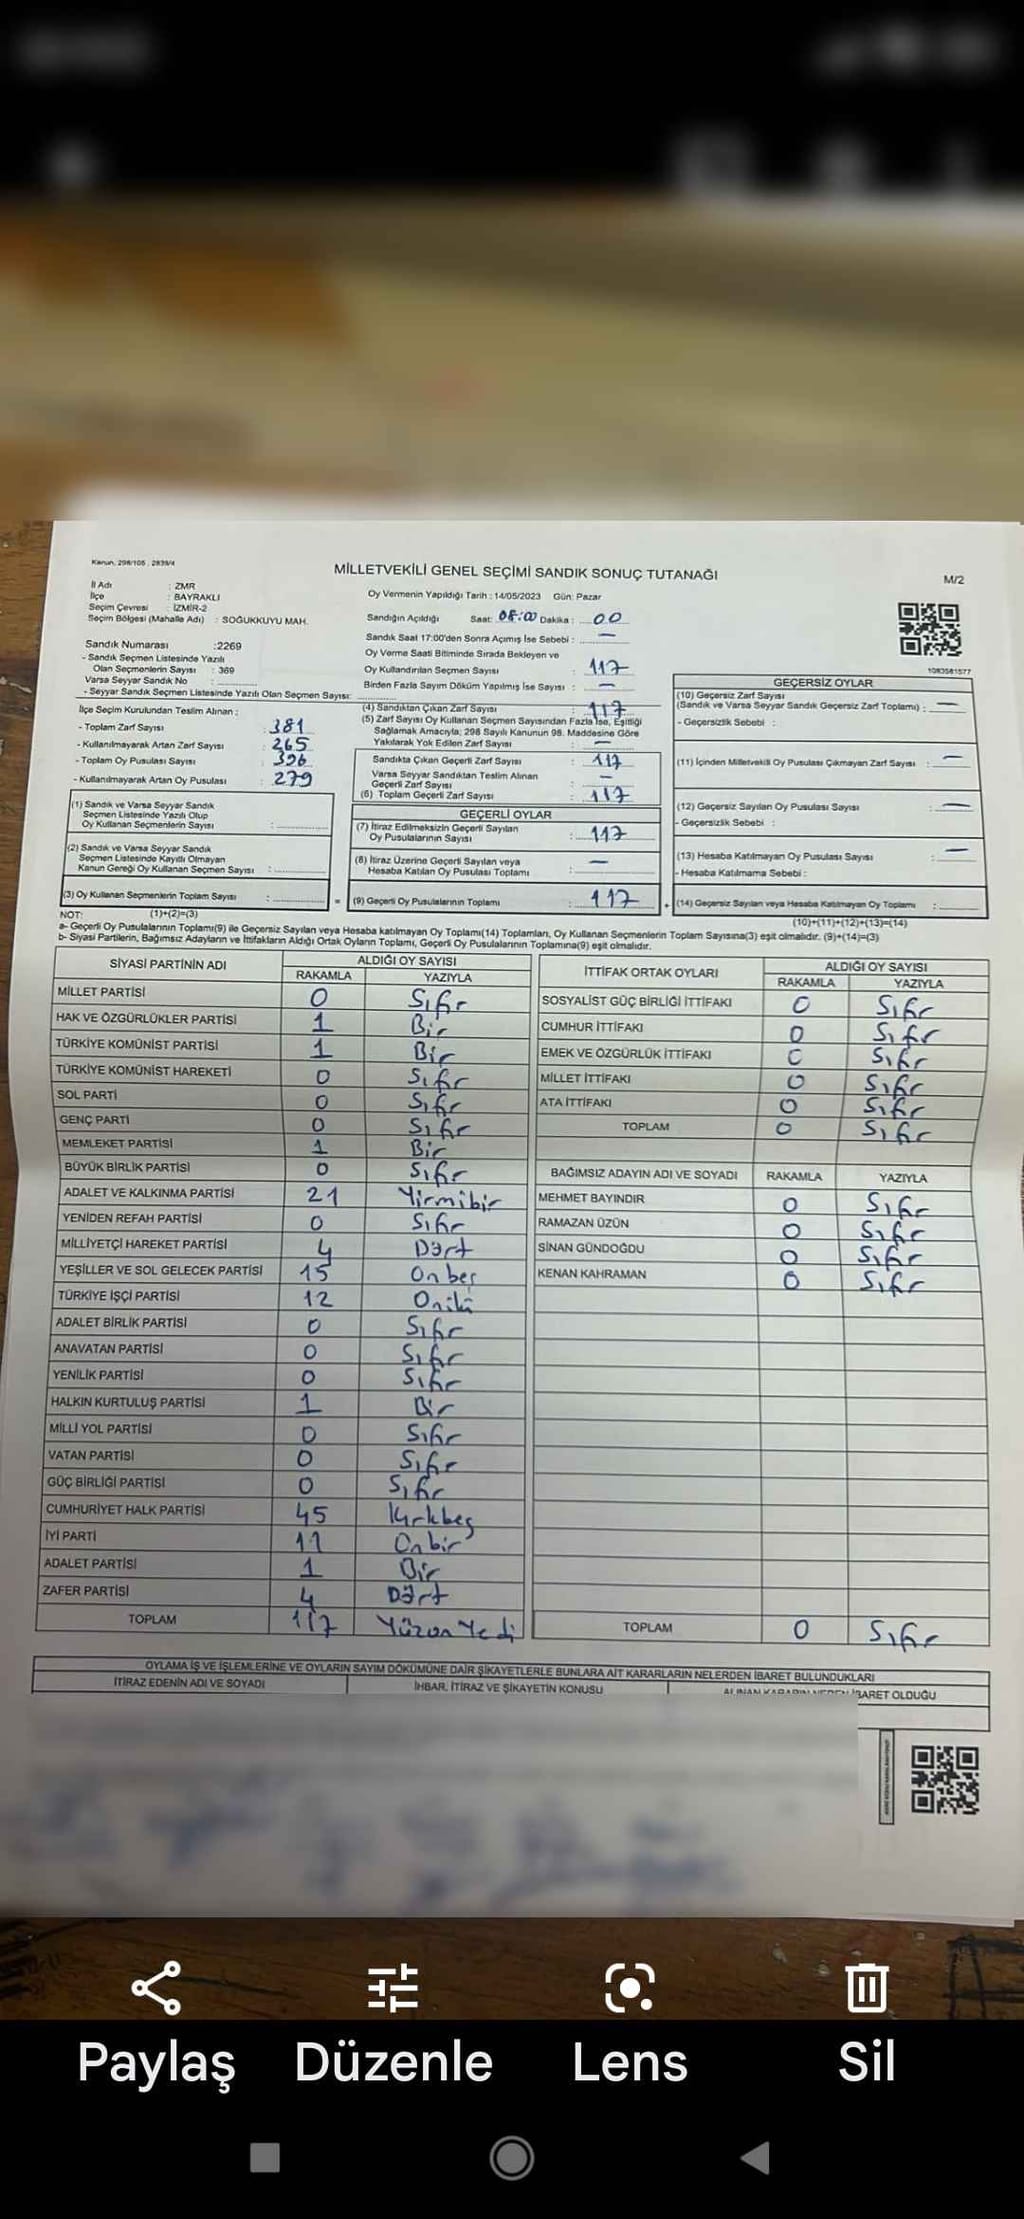 Kanun, 298/105, 2839/4
MİLLETVEKİLİ GENEL SEÇİMİ SANDIK SONUÇ TUTANAĞI
M/2
İl Adı : ZMR
İlçe : BAYRAKLI
Seçim Çevresi : İZMİR-2
Seçim Bölgesi (Mahalle Adı) : SOĞUKKUYU MAH.
Oy Vermenin Yapıldığı Tarih : 14/05/2023 Gün: Pazar
Sandığın Açıldığı Saat: 08:00 Dakika : 00
Sandık Saat 17:00'den Sonra Açımış İse Sebebi : —
Oy Verme Saati Bitiminde Sırada Bekleyen ve
Oy Kullandırılan Seçmen Sayısı : 117
Birden Fazla Sayım Döküm Yapılmış İse Sayısı : —
1083581577
Sandık Numarası :2269
- Sandık Seçmen Listesinde Yazılı
Olan Seçmenlerin Sayısı : 369
Varsa Seyyar Sandık No :
- Seyyar Sandık Seçmen Listesinde Yazılı Olan Seçmen Sayısı:
İlçe Seçim Kurulundan Teslim Alınan :
- Toplam Zarf Sayısı : 381
- Kullanılmayarak Artan Zarf Sayısı : 265
- Toplam Oy Pusulası Sayısı : 396
- Kullanılmayarak Artan Oy Pusulası : 279
(1) Sandık ve Varsa Seyyar Sandık
Seçmen Listesinde Yazılı Olup
Oy Kullanan Seçmenlerin Sayısı :
(2) Sandık ve Varsa Seyyar Sandık
Seçmen Listesinde Kayıtlı Olmayan
Kanun Gereği Oy Kullanan Seçmen Sayısı :
(3) Oy Kullanan Seçmenlerin Toplam Sayısı :
(4) Sandıktan Çıkan Zarf Sayısı : 117
(5) Zarf Sayısı Oy Kullanan Seçmen Sayısından Fazla İse, Eşitliği
Sağlamak Amacıyla; 298 Sayılı Kanunun 98. Maddesine Göre
Yakılarak Yok Edilen Zarf Sayısı : —
Sandıkta Çıkan Geçerli Zarf Sayısı : 117
Varsa Seyyar Sandıktan Teslim Alınan
Geçerli Zarf Sayısı : —
(6) Toplam Geçerli Zarf Sayısı : 117
GEÇERLİ OYLAR
(7) İtiraz Edilmeksizin Geçerli Sayılan
Oy Pusulalarının Sayısı : 117
(8) İtiraz Üzerine Geçerli Sayılan veya
Hesaba Katılan Oy Pusulası Toplamı : —
= (9) Geçerli Oy Pusulalarının Toplamı : 117
GEÇERSİZ OYLAR
(10) Geçersiz Zarf Sayısı
(Sandık ve Varsa Seyyar Sandık Geçersiz Zarf Toplamı) : —
- Geçersizlik Sebebi :
(11) İçinden Milletvekili Oy Pusulası Çıkmayan Zarf Sayısı : —
(12) Geçersiz Sayılan Oy Pusulası Sayısı : —
- Geçersizlik Sebebi :
(13) Hesaba Katılmayan Oy Pusulası Sayısı : —
- Hesaba Katılmama Sebebi :
+ (14) Geçersiz Sayılan veya Hesaba Katılmayan Oy Toplamı :
NOT: (1)+(2)=(3)
(10)+(11)+(12)+(13)=(14)
a- Geçerli Oy Pusulalarının Toplamı(9) ile Geçersiz Sayılan veya Hesaba katılmayan Oy Toplamı(14) Toplamları, Oy Kullanan Seçmenlerin Toplam Sayısına(3) eşit olmalıdır. (9)+(14)=(3)
b- Siyasi Partilerin, Bağımsız Adayların ve İttifakların Aldığı Ortak Oyların Toplamı, Geçerli Oy Pusulalarının Toplamına(9) eşit olmalıdır.
SİYASİ PARTİNİN ADI ALDIĞI OY SAYISI
RAKAMLA YAZIYLA
MİLLET PARTİSİ 0 Sıfır
HAK VE ÖZGÜRLÜKLER PARTİSİ 1 Bir
TÜRKİYE KOMÜNİST PARTİSİ 1 Bir
TÜRKİYE KOMÜNİST HAREKETİ 0 Sıfır
SOL PARTİ 0 Sıfır
GENÇ PARTİ 0 Sıfır
MEMLEKET PARTİSİ 1 Bir
BÜYÜK BİRLİK PARTİSİ 0 Sıfır
ADALET VE KALKINMA PARTİSİ 21 Yirmibir
YENİDEN REFAH PARTİSİ 0 Sıfır
MİLLİYETÇİ HAREKET PARTİSİ 4 Dört
YEŞİLLER VE SOL GELECEK PARTİSİ 15 Onbeş
TÜRKİYE İŞÇİ PARTİSİ 12 Oniki
ADALET BİRLİK PARTİSİ 0 Sıfır
ANAVATAN PARTİSİ 0 Sıfır
YENİLİK PARTİSİ 0 Sıfır
HALKIN KURTULUŞ PARTİSİ 1 Bir
MİLLİ YOL PARTİSİ 0 Sıfır
VATAN PARTİSİ 0 Sıfır
GÜÇ BİRLİĞİ PARTİSİ 0 Sıfır
CUMHURİYET HALK PARTİSİ 45 Kırkbeş
İYİ PARTİ 11 Onbir
ADALET PARTİSİ 1 Bir
ZAFER PARTİSİ 4 Dört
TOPLAM 117 YüzonYedi
İTTİFAK ORTAK OYLARI ALDIĞI OY SAYISI
RAKAMLA YAZIYLA
SOSYALİST GÜÇ BİRLİĞİ İTTİFAKI 0 Sıfır
CUMHUR İTTİFAKI 0 Sıfır
EMEK VE ÖZGÜRLÜK İTTİFAKI 0 Sıfır
MİLLET İTTİFAKI 0 Sıfır
ATA İTTİFAKI 0 Sıfır
TOPLAM 0 Sıfır
BAĞIMSIZ ADAYIN ADI VE SOYADI RAKAMLA YAZIYLA
MEHMET BAYINDIR 0 Sıfır
RAMAZAN ÜZÜN 0 Sıfır
SİNAN GÜNDOĞDU 0 Sıfır
KENAN KAHRAMAN 0 Sıfır
TOPLAM 0 Sıfır
OYLAMA İŞ VE İŞLEMLERİNE VE OYLARIN SAYIM DÖKÜMÜNE DAİR ŞİKAYETLERLE BUNLARA AİT KARARLARIN NELERDEN İBARET BULUNDUKLARI
İTİRAZ EDENİN ADI VE SOYADI İHBAR, İTİRAZ VE ŞİKAYETİN KONUSU ALINAN KARARIN NEDEN İBARET OLDUĞU
Paylaş Düzenle Lens Sil